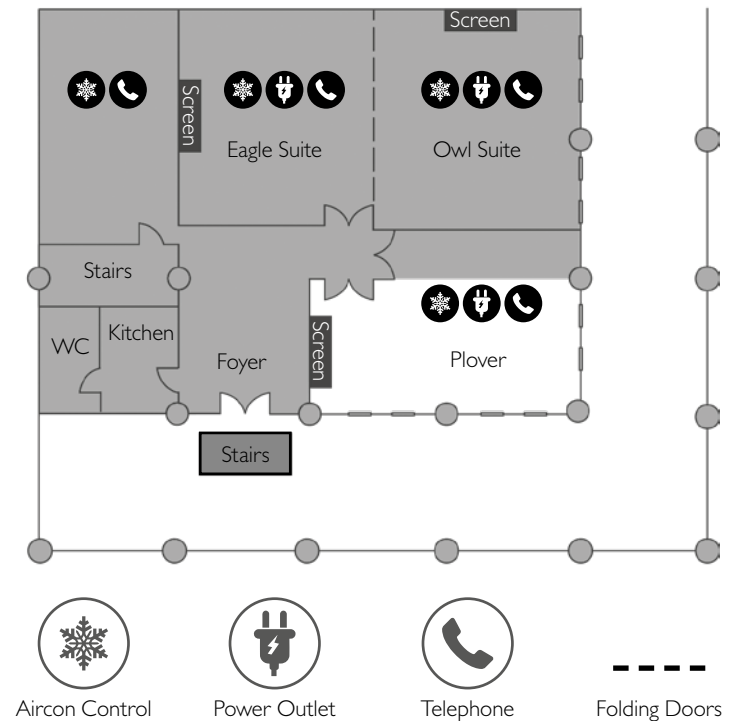 Screen
Screen
Eagle Suite
Owl Suite
Stairs
WC
Kitchen
Foyer
Screen
Plover
Stairs
Aircon Control
Power Outlet
Telephone
Folding Doors